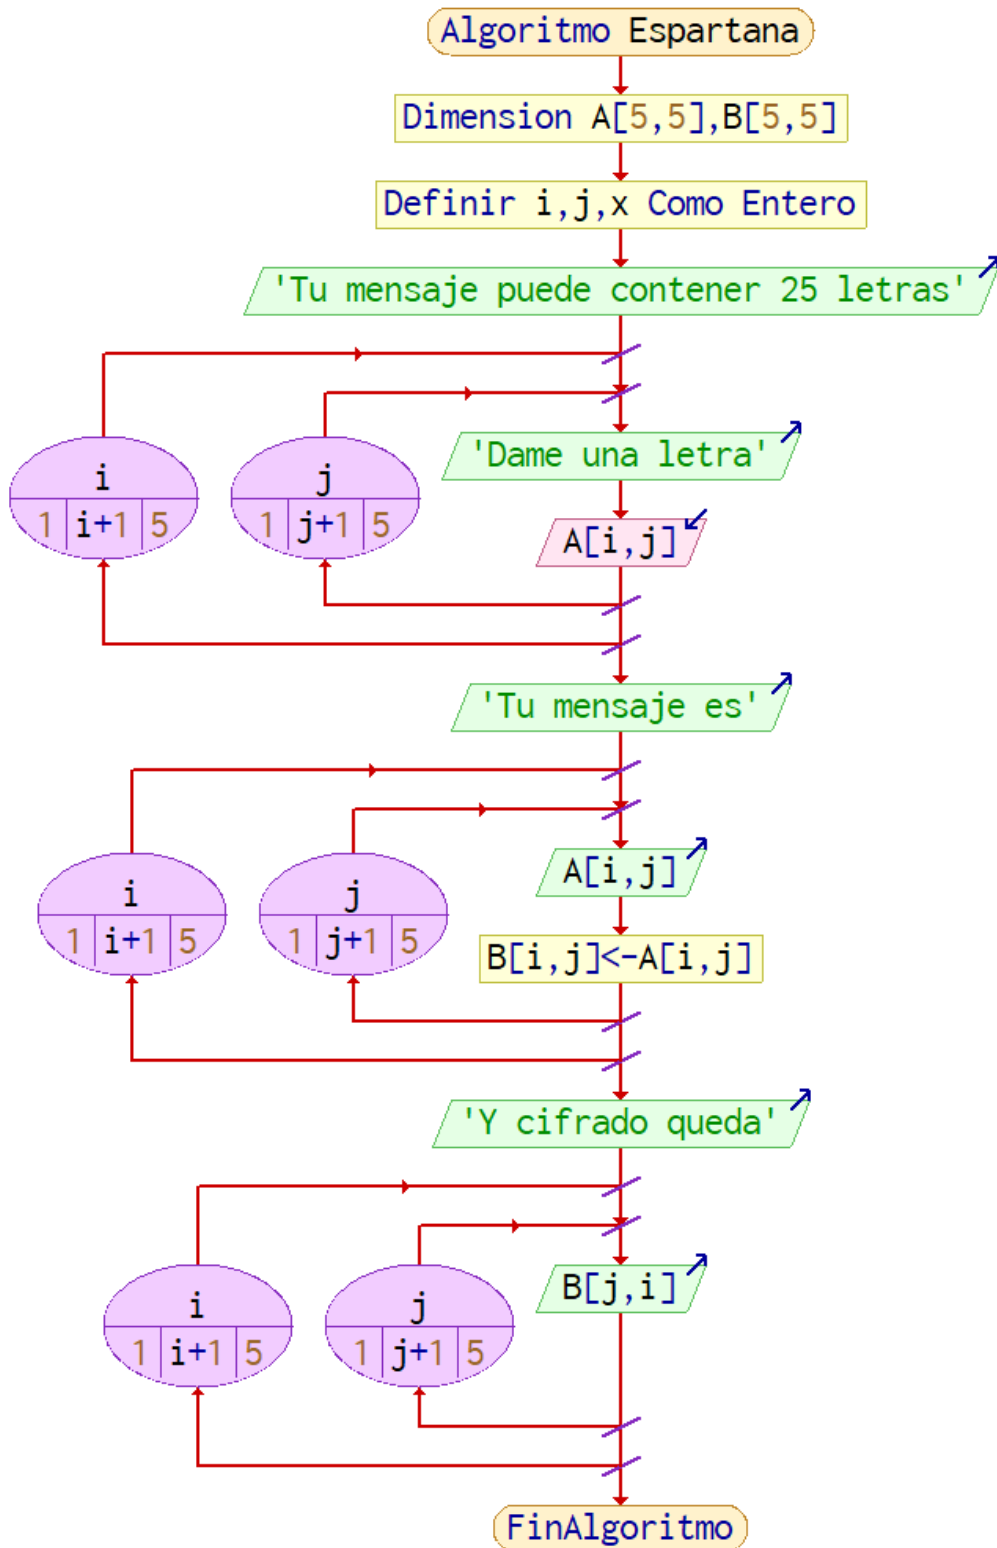 Algoritmo Espartana
Dimension A[5,5],B[5,5]
Definir i,j,x Como Entero
'Tu mensaje puede contener 25 letras'
i
1 i+1 5
j
1 j+1 5
'Dame una letra'
A[i,j]
'Tu mensaje es'
i
1 i+1 5
j
1 j+1 5
A[i,j]
B[i,j]<-A[i,j]
'Y cifrado queda'
i
1 i+1 5
j
1 j+1 5
B[j,i]
FinAlgoritmo